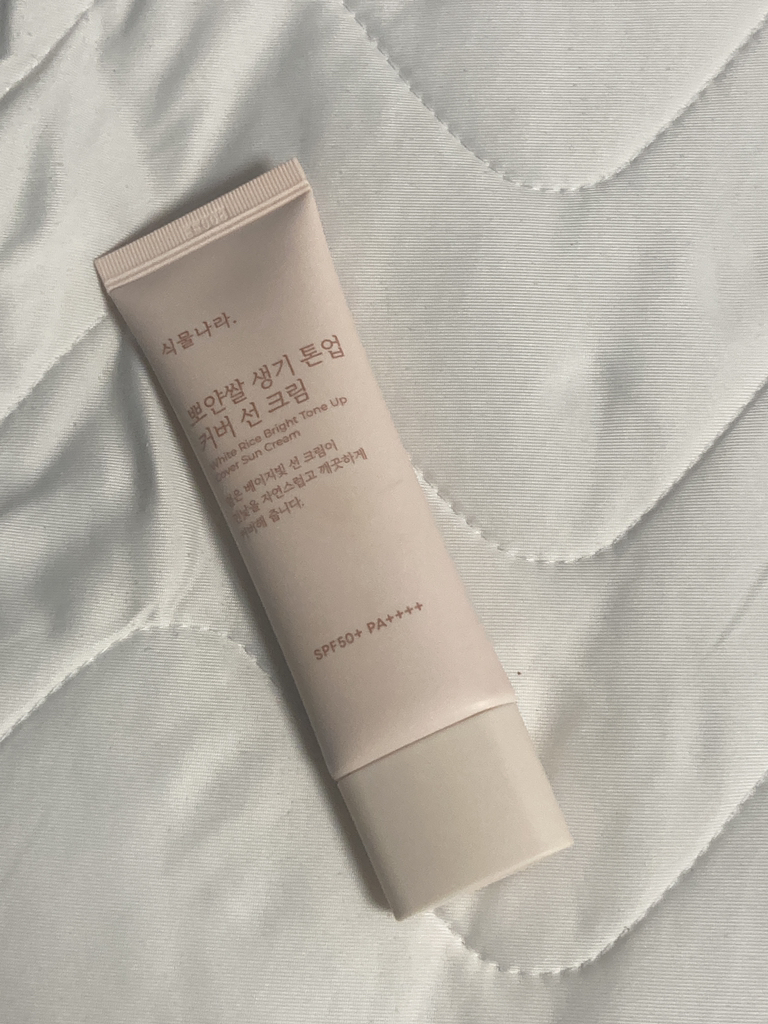 식물나라.
뽀얀쌀 생기 톤업
커버 선 크림
White Rice Bright Tone Up
Cover Sun Cream
베이지빛 선 크림이
자연스럽고 깨끗하게
줍니다.
SPF50+ PA++++